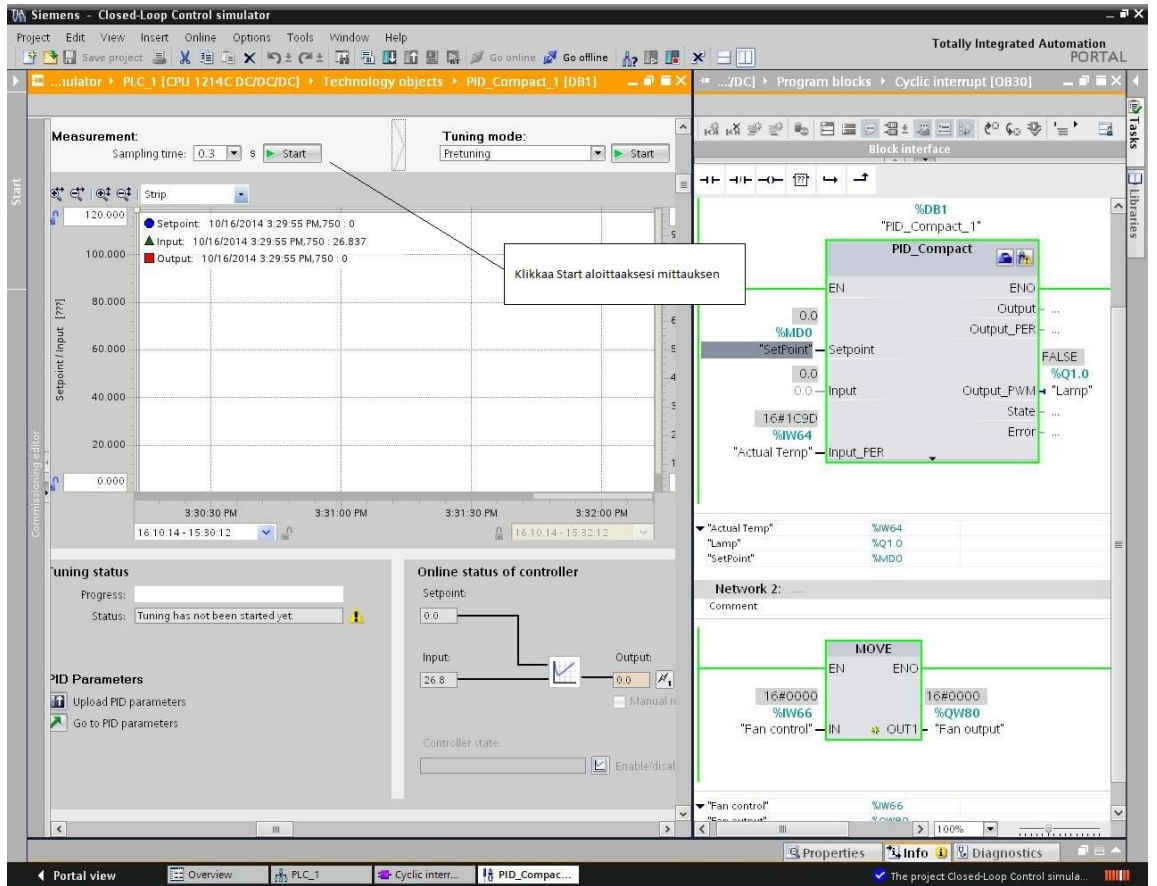 Siemens - Closed-Loop Control simulator
Project Edit View Insert Online Options Tools Window Help
Totally Integrated Automation
PORTAL
Save project
Go online
Go offline
...ulator PLC_1 [CPU 1214C DC/DC/DC] Technology objects PID_Compact_1 [DB1]
.../DC] Program blocks Cyclic interrupt [OB30]
Tasks
Libraries
Start
Commissioning editor
Measurement:
Sampling time: 0.3 s Start
Tuning mode:
Pretuning Start
Strip
Block interface
Setpoint: 10/16/2014 3:29:55 PM,750 : 0
Input: 10/16/2014 3:29:55 PM,750 : 26.837
Output: 10/16/2014 3:29:55 PM,750 : 0
Klikkaa Start aloittaaksesi mittauksen
Setpoint/Input [???]
120.000
100.000
80.000
60.000
40.000
20.000
0.000
9
6
5
4
3
2
1
3:30:30 PM 3:31:00 PM 3:31:30 PM 3:32:00 PM
16.10.14 - 15:30:12
16.10.14 - 15:32:12
Tuning status
Progress:
Status: Tuning has not been started yet.
PID Parameters
Upload PID parameters
Go to PID parameters
Online status of controller
Setpoint:
0.0
Input:
26.8
Output:
0.0
Manual
Controller state:
Enable/disal
%DB1
"PID_Compact_1"
PID_Compact
EN ENO
Output ...
Output_PER ...
0.0
%MD0
"SetPoint" Setpoint
FALSE
%Q1.0
0.0
0.0 Input
Output_PWM "Lamp"
State ...
Error ...
16#1C9D
%IW64
"Actual Temp" Input_PER
"Actual Temp" %IW64
"Lamp" %Q1.0
"SetPoint" %MD0
Network 2: .....
Comment
MOVE
EN ENO
16#0000 16#0000
%IW66 %QW80
"Fan control" IN OUT1 "Fan output"
"Fan control" %IW66
"Fan output" %QW80
100%
Properties Info Diagnostics
Portal view Overview PLC_1 Cyclic interr... PID_Compac...
The project Closed-Loop Control simula...